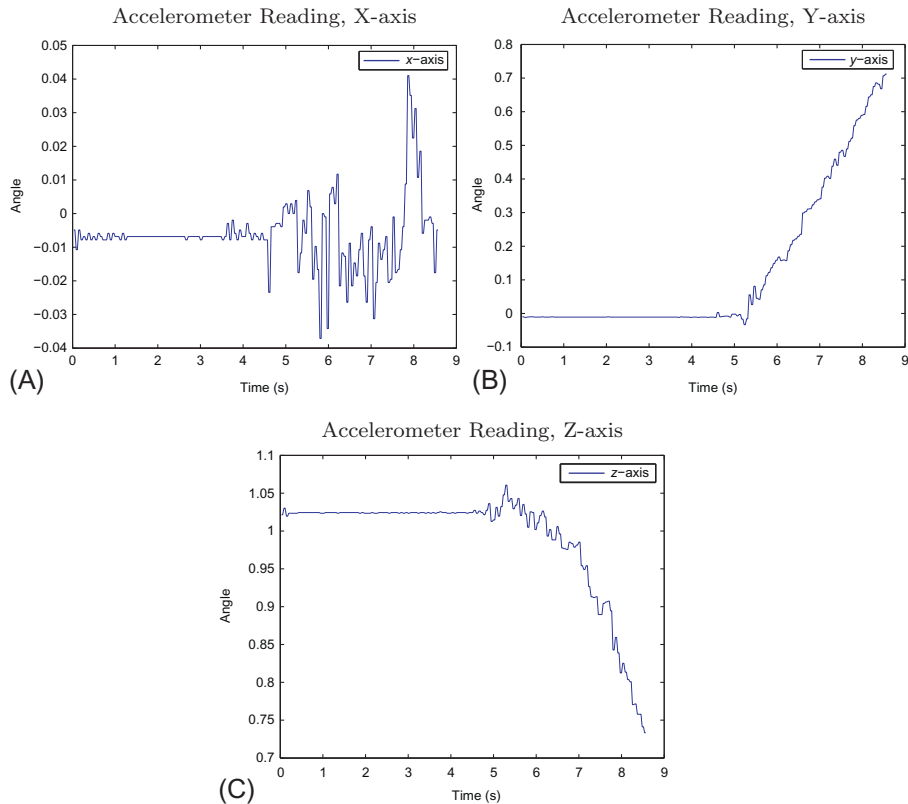 Accelerometer Reading, X-axis
0.05
0.04
0.03
0.02
0.01
0
−0.01
−0.02
−0.03
−0.04
Angle
x−axis
0 1 2 3 4 5 6 7 8 9
Time (s)
(A)
Accelerometer Reading, Y-axis
0.8
0.7
0.6
0.5
0.4
0.3
0.2
0.1
0
−0.1
Angle
y−axis
0 1 2 3 4 5 6 7 8 9
Time (s)
(B)
Accelerometer Reading, Z-axis
1.1
1.05
1
0.95
0.9
0.85
0.8
0.75
0.7
Angle
z−axis
0 1 2 3 4 5 6 7 8 9
Time (s)
(C)